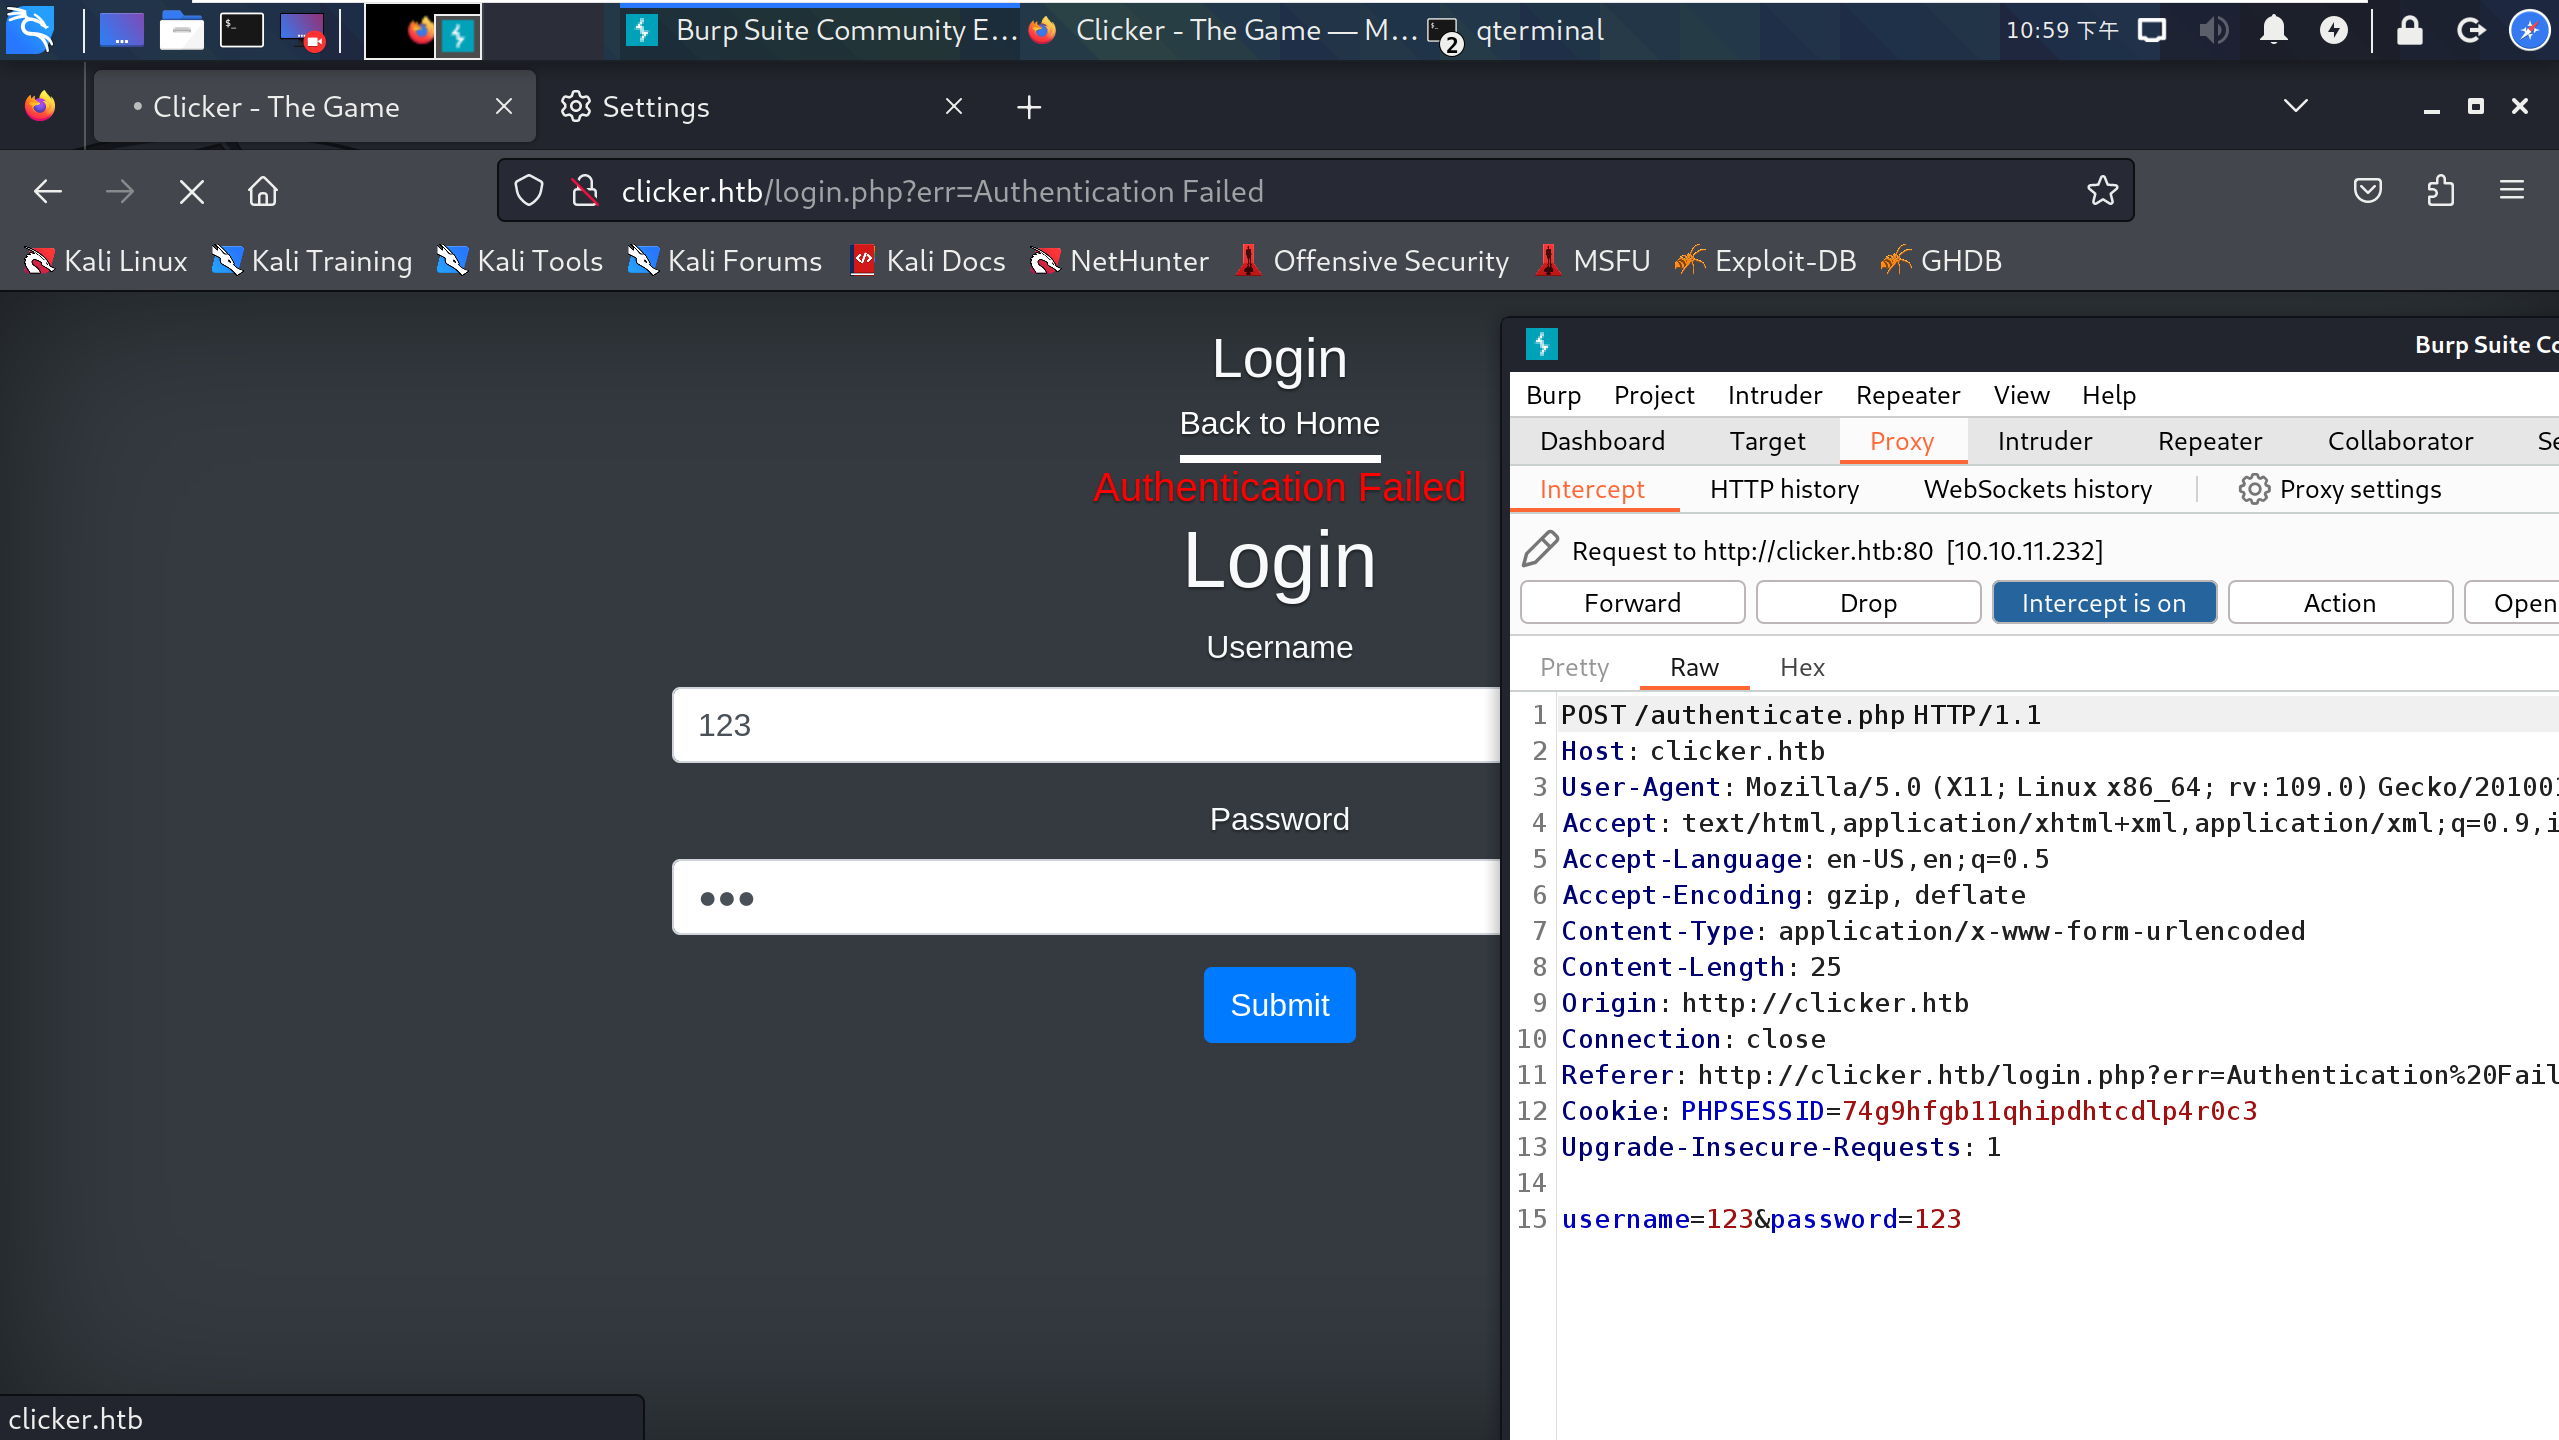 Burp Suite Community E...
Clicker - The Game — M...
2
qterminal
10:59 下午
Clicker - The Game
Settings
clicker.htb/login.php?err=Authentication Failed
Kali Linux
Kali Training
Kali Tools
Kali Forums
Kali Docs
NetHunter
Offensive Security
MSFU
Exploit-DB
GHDB
Login
Back to Home
Authentication Failed
Login
Username
123
Password
Submit
clicker.htb
Burp Suite Co
Burp Project Intruder Repeater View Help
Dashboard Target Proxy Intruder Repeater Collaborator Se
Intercept HTTP history WebSockets history Proxy settings
Request to http://clicker.htb:80 [10.10.11.232]
Forward Drop Intercept is on Action Open
Pretty Raw Hex
1 POST /authenticate.php HTTP/1.1
2 Host: clicker.htb
3 User-Agent: Mozilla/5.0 (X11; Linux x86_64; rv:109.0) Gecko/201001
4 Accept: text/html,application/xhtml+xml,application/xml;q=0.9,i
5 Accept-Language: en-US,en;q=0.5
6 Accept-Encoding: gzip, deflate
7 Content-Type: application/x-www-form-urlencoded
8 Content-Length: 25
9 Origin: http://clicker.htb
10 Connection: close
11 Referer: http://clicker.htb/login.php?err=Authentication%20Fail
12 Cookie: PHPSESSID=74g9hfgb11qhipdhtcdlp4r0c3
13 Upgrade-Insecure-Requests: 1
14
15 username=123&password=123